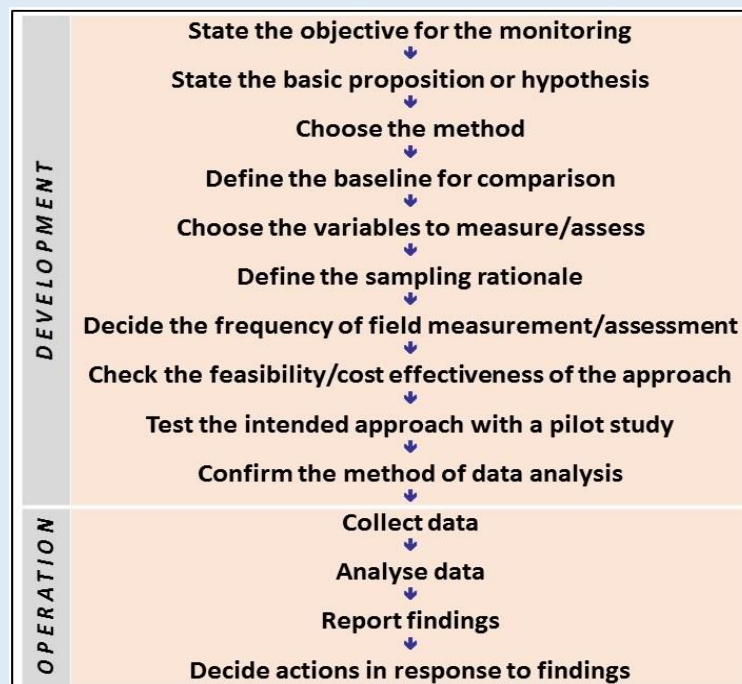 DEVELOPMENT
State the objective for the monitoring
State the basic proposition or hypothesis
Choose the method
Define the baseline for comparison
Choose the variables to measure/assess
Define the sampling rationale
Decide the frequency of field measurement/assessment
Check the feasibility/cost effectiveness of the approach
Test the intended approach with a pilot study
Confirm the method of data analysis
OPERATION
Collect data
Analyse data
Report findings
Decide actions in response to findings